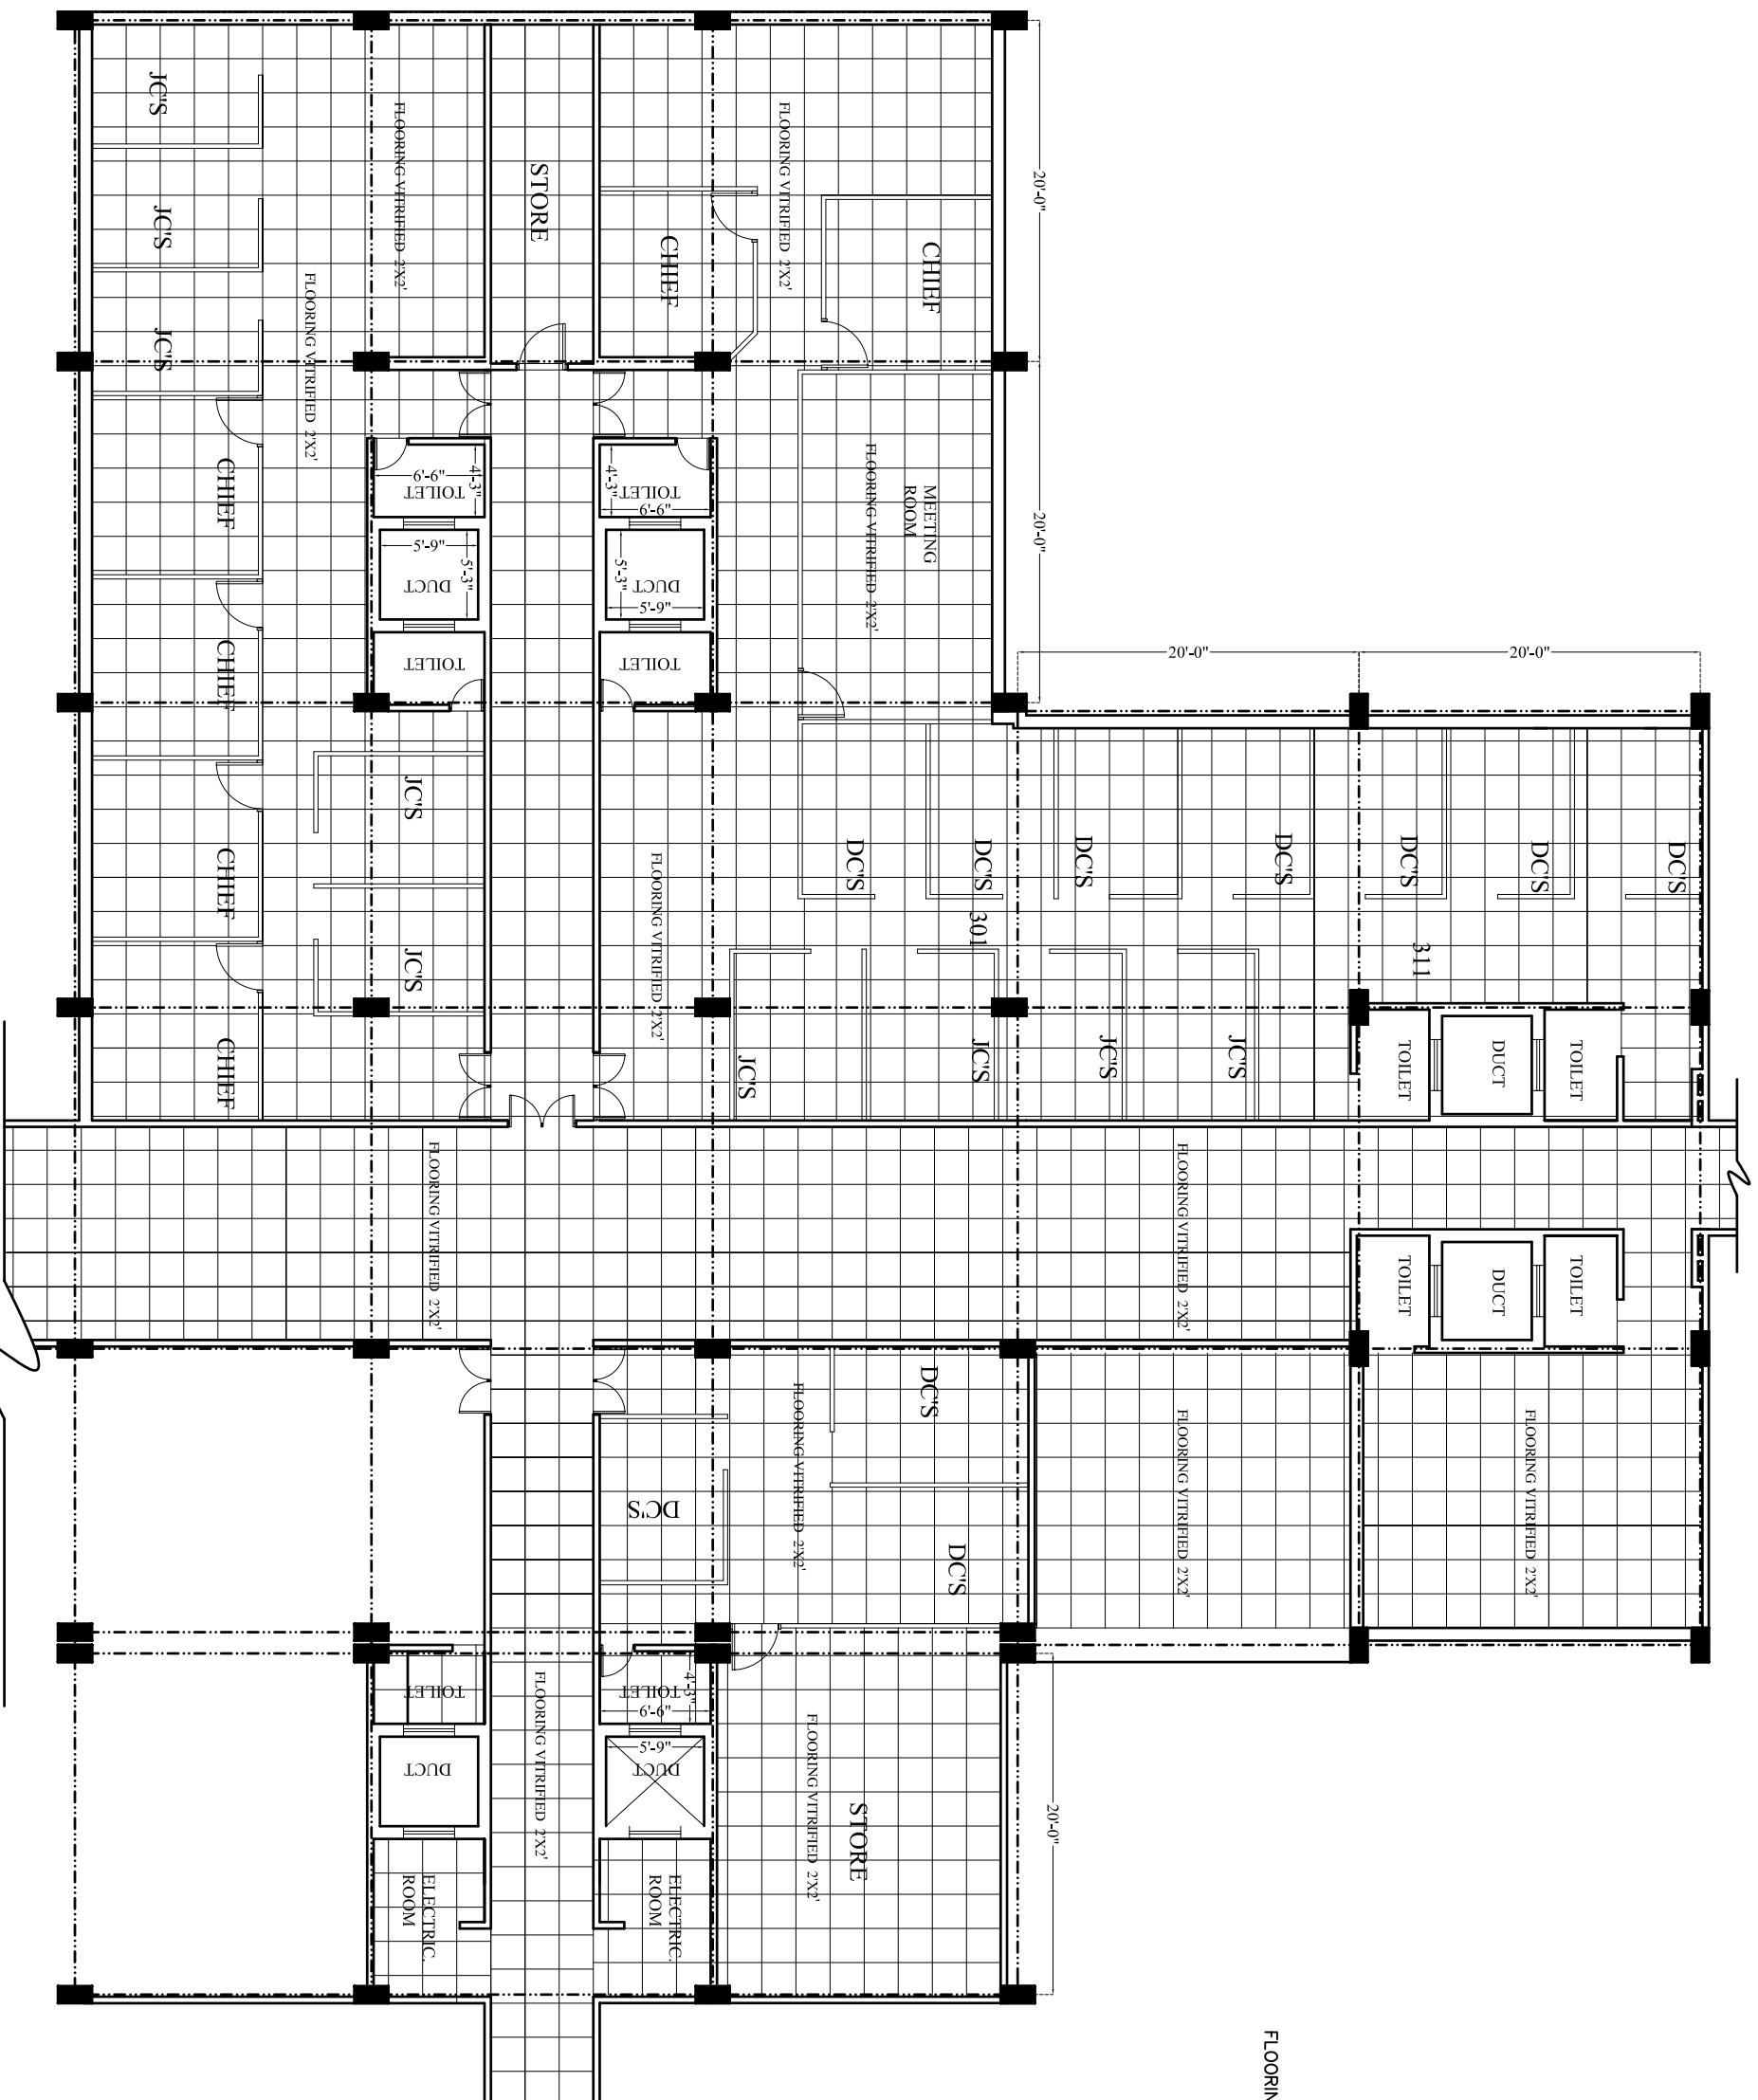 20'-0"
20'-0"
20'-0"
20'-0"
JC'S
FLOORING VITRIFIED 2'X2'
STORE
FLOORING VITRIFIED 2'X2'
CHIEF
CHIEF
JC'S
FLOORING VITRIFIED 2'X2'
JC'S
CHIEF
6'-6"
4'-3"
TOILET
4'-3"
TOILET
6'-6"
MEETING
ROOM
FLOORING VITRIFIED 2'X2'
5'-9"
5'-3"
DUCT
5'-3"
DUCT
5'-9"
CHIEF
TOILET
TOILET
JC'S
CHIEF
FLOORING VITRIFIED 2'X2'
DC'S
DC'S
DC'S
DC'S
DC'S
DC'S
DC'S
301
311
JC'S
CHIEF
JC'S
JC'S
JC'S
JC'S
TOILET
DUCT
TOILET
FLOORING VITRIFIED 2'X2'
FLOORING VITRIFIED 2'X2'
TOILET
DUCT
TOILET
DC'S
FLOORING VITRIFIED 2'X2'
DC'S
DC'S
FLOORING VITRIFIED 2'X2'
FLOORING VITRIFIED 2'X2'
TOILET
FLOORING VITRIFIED 2'X2'
TOILET
4'-3"
6'-6"
FLOORING VITRIFIED 2'X2'
DUCT
5'-9"
DUCT
STORE
20'-0"
ELECTRIC.
ROOM
ELECTRIC.
ROOM
FLOORIN